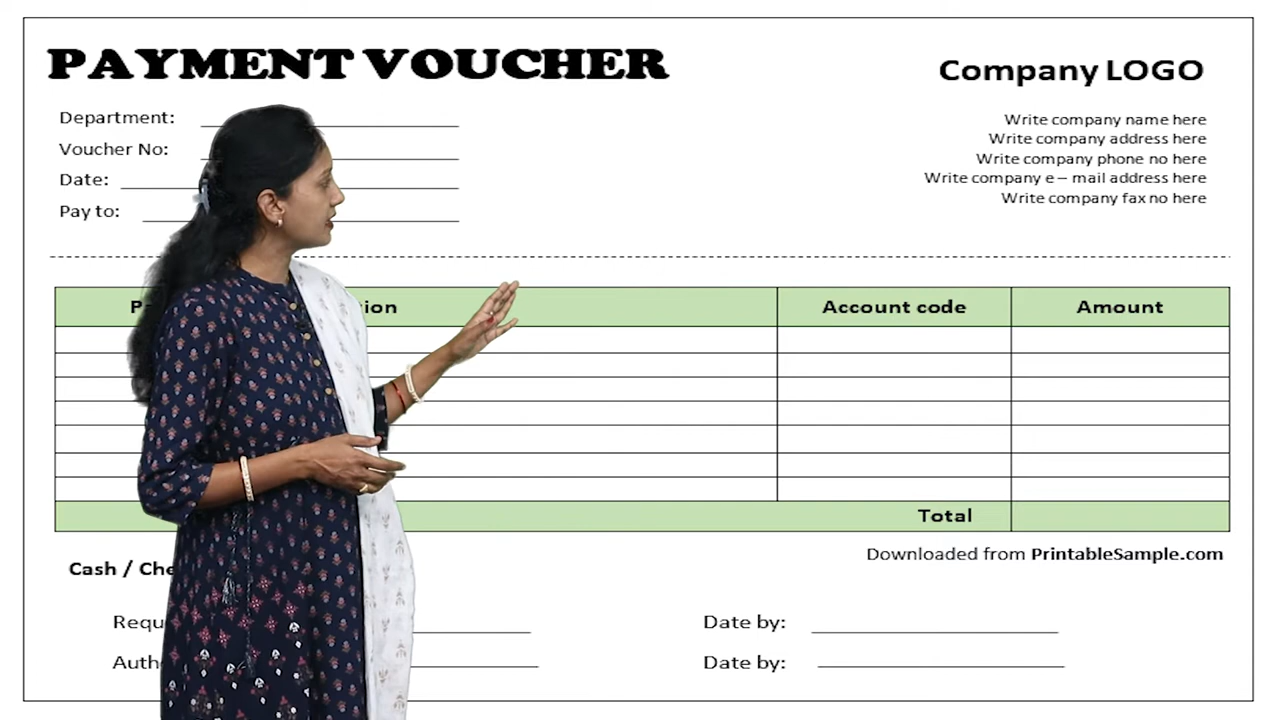 PAYMENT VOUCHER
Company LOGO
Department:
Voucher No:
Date:
Pay to:
Write company name here
Write company address here
Write company phone no here
Write company e – mail address here
Write company fax no here
Account code
Amount
Total
Downloaded from PrintableSample.com
Cash /
Date by:
Date by: